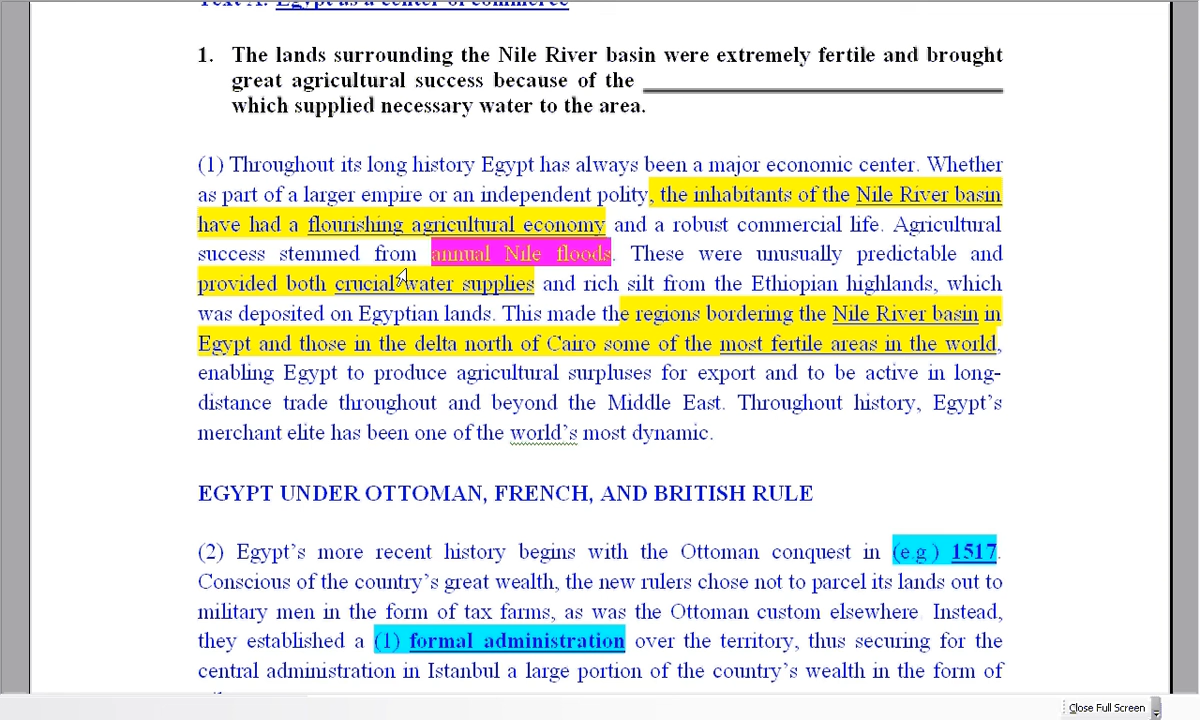 Text A: Egypt as a center of commerce
1. The lands surrounding the Nile River basin were extremely fertile and brought
great agricultural success because of the ____________________
which supplied necessary water to the area.
(1) Throughout its long history Egypt has always been a major economic center. Whether
as part of a larger empire or an independent polity, the inhabitants of the Nile River basin
have had a flourishing agricultural economy and a robust commercial life. Agricultural
success stemmed from annual Nile floods. These were unusually predictable and
provided both crucial water supplies and rich silt from the Ethiopian highlands, which
was deposited on Egyptian lands. This made the regions bordering the Nile River basin in
Egypt and those in the delta north of Cairo some of the most fertile areas in the world,
enabling Egypt to produce agricultural surpluses for export and to be active in long-
distance trade throughout and beyond the Middle East. Throughout history, Egypt’s
merchant elite has been one of the world’s most dynamic.
EGYPT UNDER OTTOMAN, FRENCH, AND BRITISH RULE
(2) Egypt’s more recent history begins with the Ottoman conquest in (e.g.) 1517.
Conscious of the country’s great wealth, the new rulers chose not to parcel its lands out to
military men in the form of tax farms, as was the Ottoman custom elsewhere. Instead,
they established a (1) formal administration over the territory, thus securing for the
central administration in Istanbul a large portion of the country’s wealth in the form of
Close Full Screen